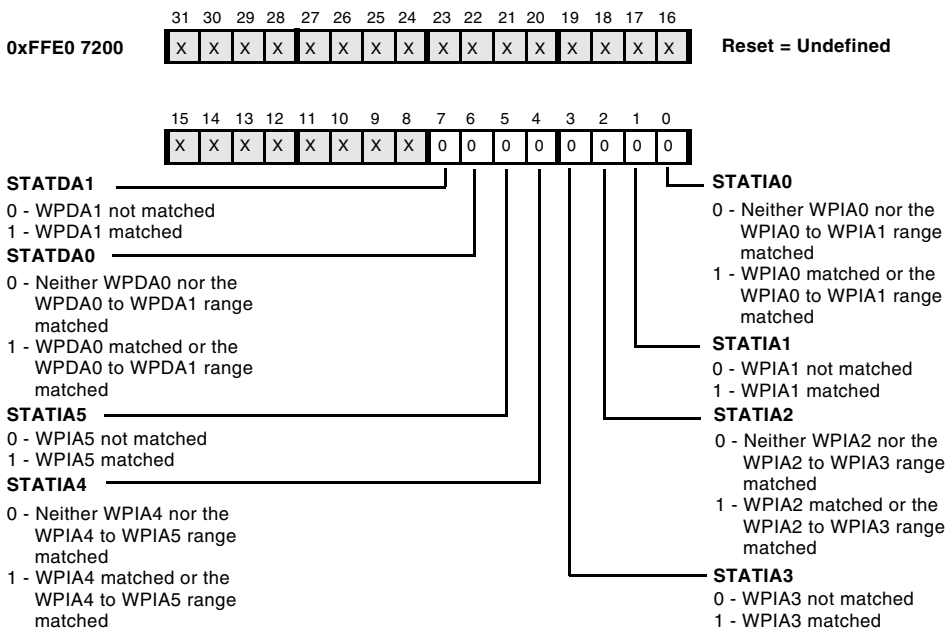 31 30 29 28 27 26 25 24 23 22 21 20 19 18 17 16
0xFFE0 7200 X X X X X X X X X X X X X X X X Reset = Undefined
15 14 13 12 11 10 9 8 7 6 5 4 3 2 1 0
X X X X X X X X 0 0 0 0 0 0 0 0
STATDA1
0 - WPDA1 not matched
1 - WPDA1 matched
STATDA0
0 - Neither WPDA0 nor the
WPDA0 to WPDA1 range
matched
1 - WPDA0 matched or the
WPDA0 to WPDA1 range
matched
STATIA5
0 - WPIA5 not matched
1 - WPIA5 matched
STATIA4
0 - Neither WPIA4 nor the
WPIA4 to WPIA5 range
matched
1 - WPIA4 matched or the
WPIA4 to WPIA5 range
matched
STATIA0
0 - Neither WPIA0 nor the
WPIA0 to WPIA1 range
matched
1 - WPIA0 matched or the
WPIA0 to WPIA1 range
matched
STATIA1
0 - WPIA1 not matched
1 - WPIA1 matched
STATIA2
0 - Neither WPIA2 nor the
WPIA2 to WPIA3 range
matched
1 - WPIA2 matched or the
WPIA2 to WPIA3 range
matched
STATIA3
0 - WPIA3 not matched
1 - WPIA3 matched